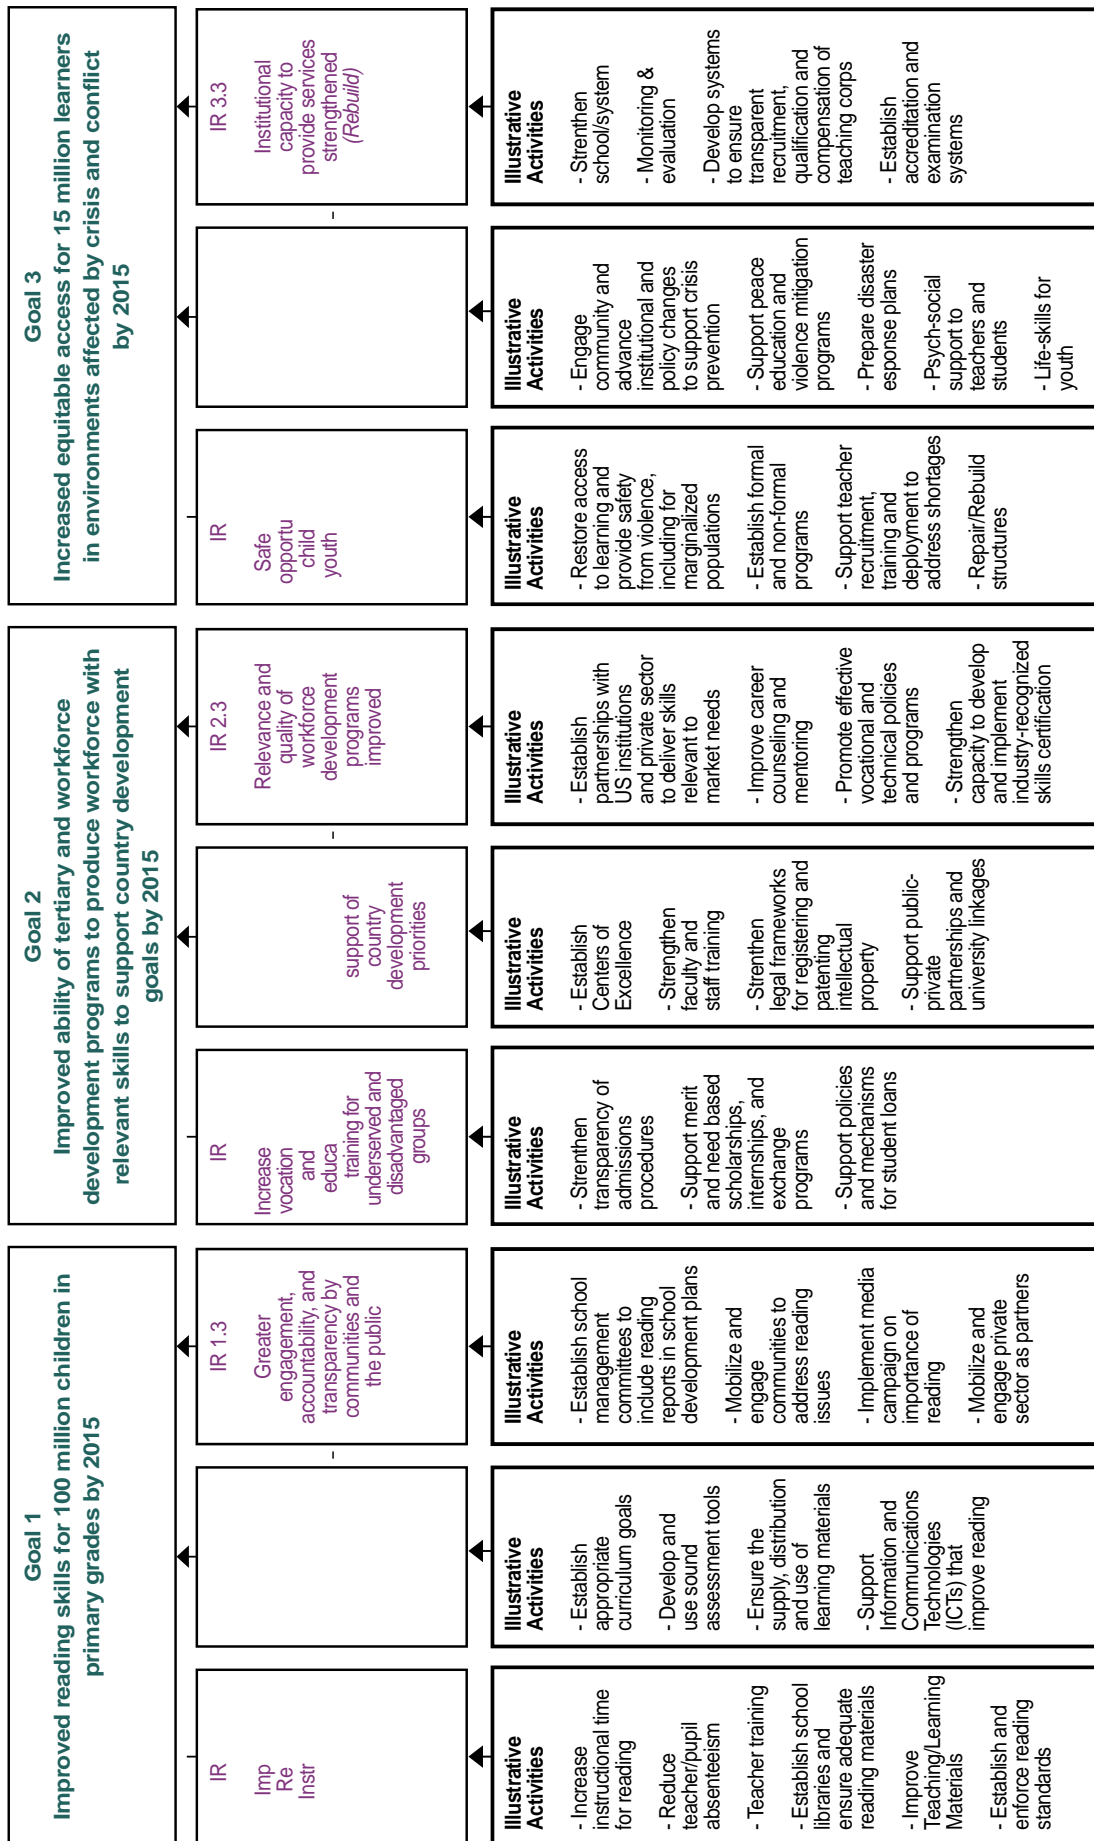 Goal 1
Improved reading skills for 100 million children in
primary grades by 2015
IR
Imp
Re
Instr
IR 1.3
Greater
engagement,
accountability, and
transparency by
communities and
the public
Illustrative
Activities
- Increase
instructional time
for reading
- Reduce
teacher/pupil
absenteeism
- Teacher training
- Establish school
libraries and
ensure adequate
reading materials
- Improve
Teaching/Learning
Materials
- Establish and
enforce reading
standards
Illustrative
Activities
- Establish
appropriate
curriculum goals
- Develop and
use sound
assessment tools
- Ensure the
supply, distribution
and use of
learning materials
- Support
Information and
Communications
Technologies
(ICTs) that
improve reading
Illustrative
Activities
- Establish school
management
committees to
include reading
reports in school
development plans
- Mobilize and
engage
communities to
address reading
issues
- Implement media
campaign on
importance of
reading
- Mobilize and
engage private
sector as partners
Goal 2
Improved ability of tertiary and workforce
development programs to produce workforce with
relevant skills to support country development
goals by 2015
IR
Increase
vocation
and
educa
training for
underserved and
disadvantaged
groups
support of
country
development
priorities
IR 2.3
Relevance and
quality of
workforce
development
programs
improved
Illustrative
Activities
- Strenthen
transparency of
admissions
procedures
- Support merit
and need based
scholarships,
internships, and
exchange
programs
- Support policies
and mechanisms
for student loans
Illustrative
Activities
- Establish
Centers of
Excellence
- Strengthen
faculty and
staff training
- Strenthen
legal frameworks
for registering and
patenting
intellectual
property
- Support public-
private
partnerships and
university linkages
Illustrative
Activities
- Establish
partnerships with
US institutions
and private sector
to deliver skills
relevant to
market needs
- Improve career
counseling and
mentoring
- Promote effective
vocational and
technical policies
and programs
- Strengthen
capacity to develop
and implement
industry-recognized
skills certification
Goal 3
Increased equitable access for 15 million learners
in environments affected by crisis and conflict
by 2015
IR
Safe
opportu
child
youth
IR 3.3
Institutional
capacity to
provide services
strengthened
(Rebuild)
Illustrative
Activities
- Restore access
to learning and
provide safety
from violence,
including for
marginalized
populations
- Establish formal
and non-formal
programs
- Support teacher
recruitment,
training and
deployment to
address shortages
- Repair/Rebuild
structures
Illustrative
Activities
- Engage
community and
advance
institutional and
policy changes
to support crisis
prevention
- Support peace
education and
violence mitigation
programs
- Prepare disaster
esponse plans
- Psych-social
support to
teachers and
students
- Life-skills for
youth
Illustrative
Activities
- Strenthen
school/system
- Monitoring &
evaluation
- Develop systems
to ensure
transparent
recruitment,
qualification and
compensation of
teaching corps
- Establish
accreditation and
examination
systems